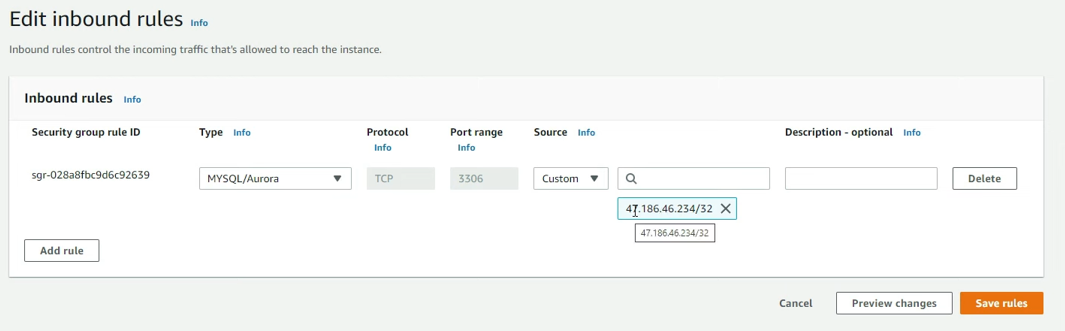 Edit inbound rules Info
Inbound rules control the incoming traffic that's allowed to reach the instance.
Inbound rules Info
Security group rule ID Type Info Protocol Info Port range Info Source Info Description - optional Info
sgr-028a8fbc9d6c92639 MYSQL/Aurora TCP 3306 Custom Delete
47.186.46.234/32
47.186.46.234/32
Add rule
Cancel Preview changes Save rules